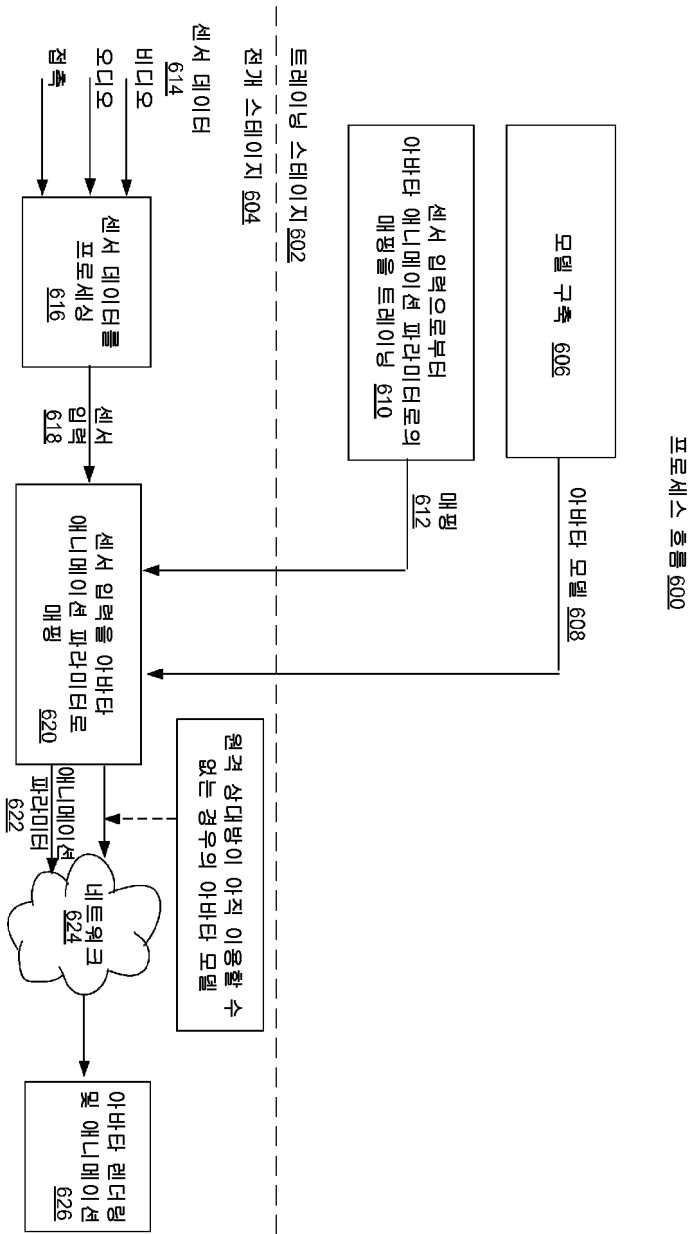 프로세스 흐름 600
모델 구축 606
아바타 모델 608
센서 입력으로부터
아바타 애니메이션 파라미터로의
매핑을 트레이닝 610
매핑
612
트레이닝 스테이지 602
전개 스테이지 604
센서 데이터
614
비디오
오디오
접촉
센서 데이터를
프로세싱
616
센서
입력
618
센서 입력을 아바타
애니메이션 파라미터로
매핑
620
원격 상대방이 아직 이용할 수
없는 경우의 아바타 모델
애니메이션
파라미터
622
네트워크
624
아바타 렌더링
및 애니메이션
626